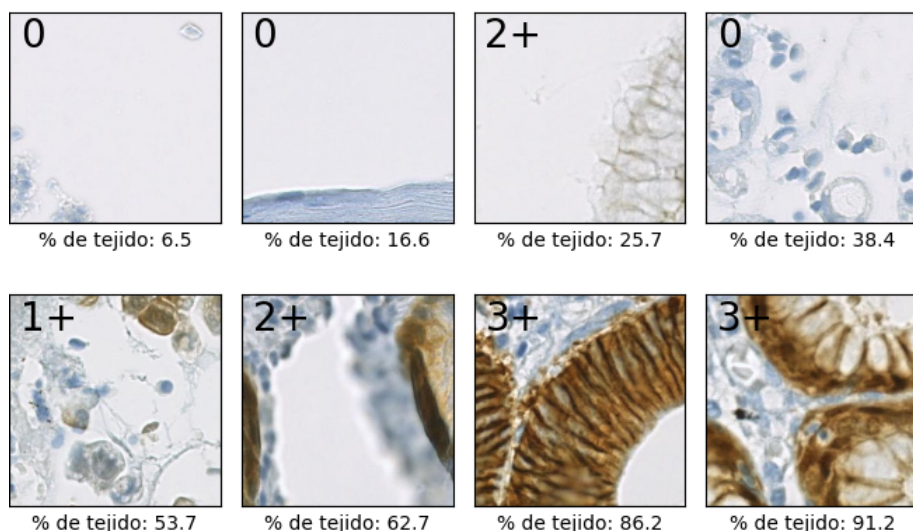 0
0
2+
0
% de tejido: 6.5
% de tejido: 16.6
% de tejido: 25.7
% de tejido: 38.4
1+
2+
3+
3+
% de tejido: 53.7
% de tejido: 62.7
% de tejido: 86.2
% de tejido: 91.2